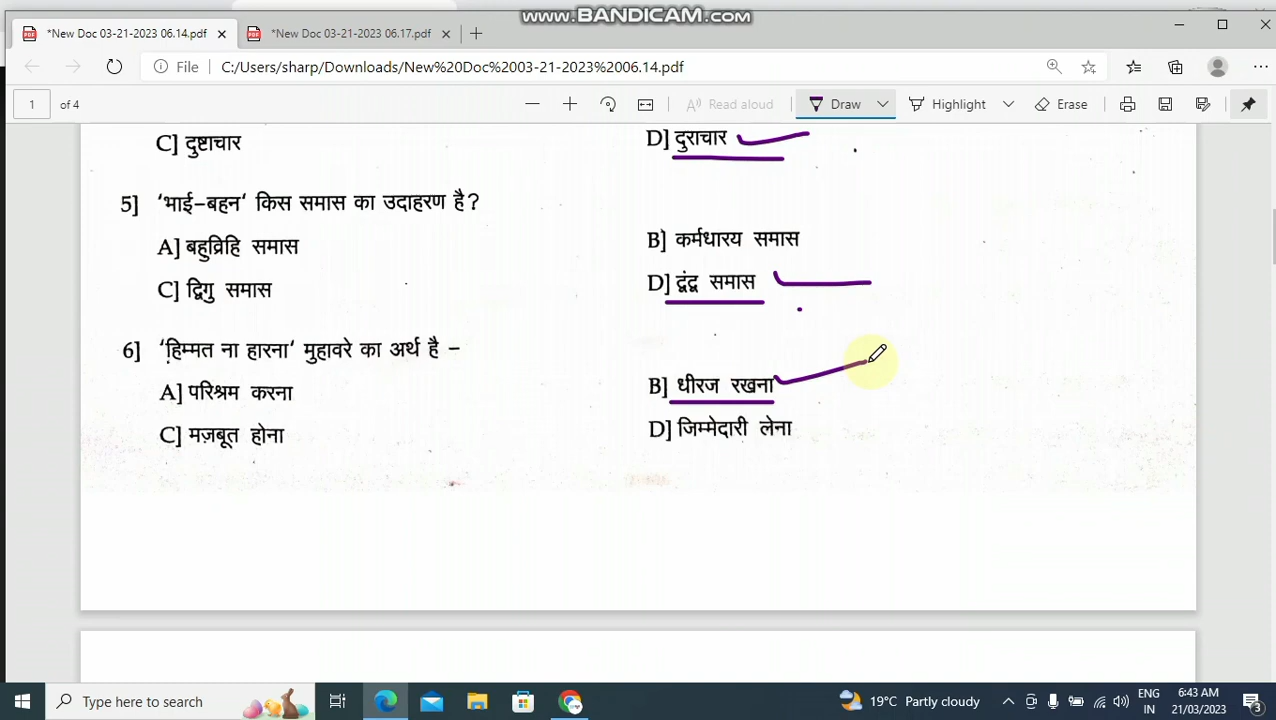 www.BANDICAM.com
*New Doc 03-21-2023 06.14.pdf
*New Doc 03-21-2023 06.17.pdf
File C:/Users/sharp/Downloads/New%20Doc%2003-21-2023%2006.14.pdf
1 of 4 Read aloud Draw Highlight Erase
C] दुष्टाचार D] दुराचार
5] ‘भाई-बहन‘ किस समास का उदाहरण है?
A] बहुव्रिहि समास B] कर्मधारय समास
C] द्विगु समास D] द्वंद्व समास
6] ‘हिम्मत ना हारना‘ मुहावरे का अर्थ है -
A] परिश्रम करना B] धीरज रखना
C] मज़बूत होना D] जिम्मेदारी लेना
Type here to search 19°C Partly cloudy ENG 6:43 AM
IN 21/03/2023 3